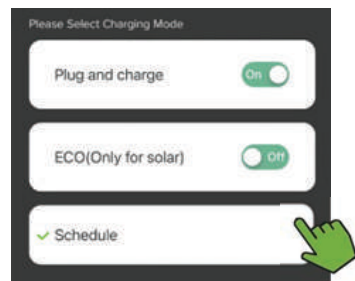 Please Select Charging Mode
Plug and charge
On
ECO(Only for solar)
Off
Schedule